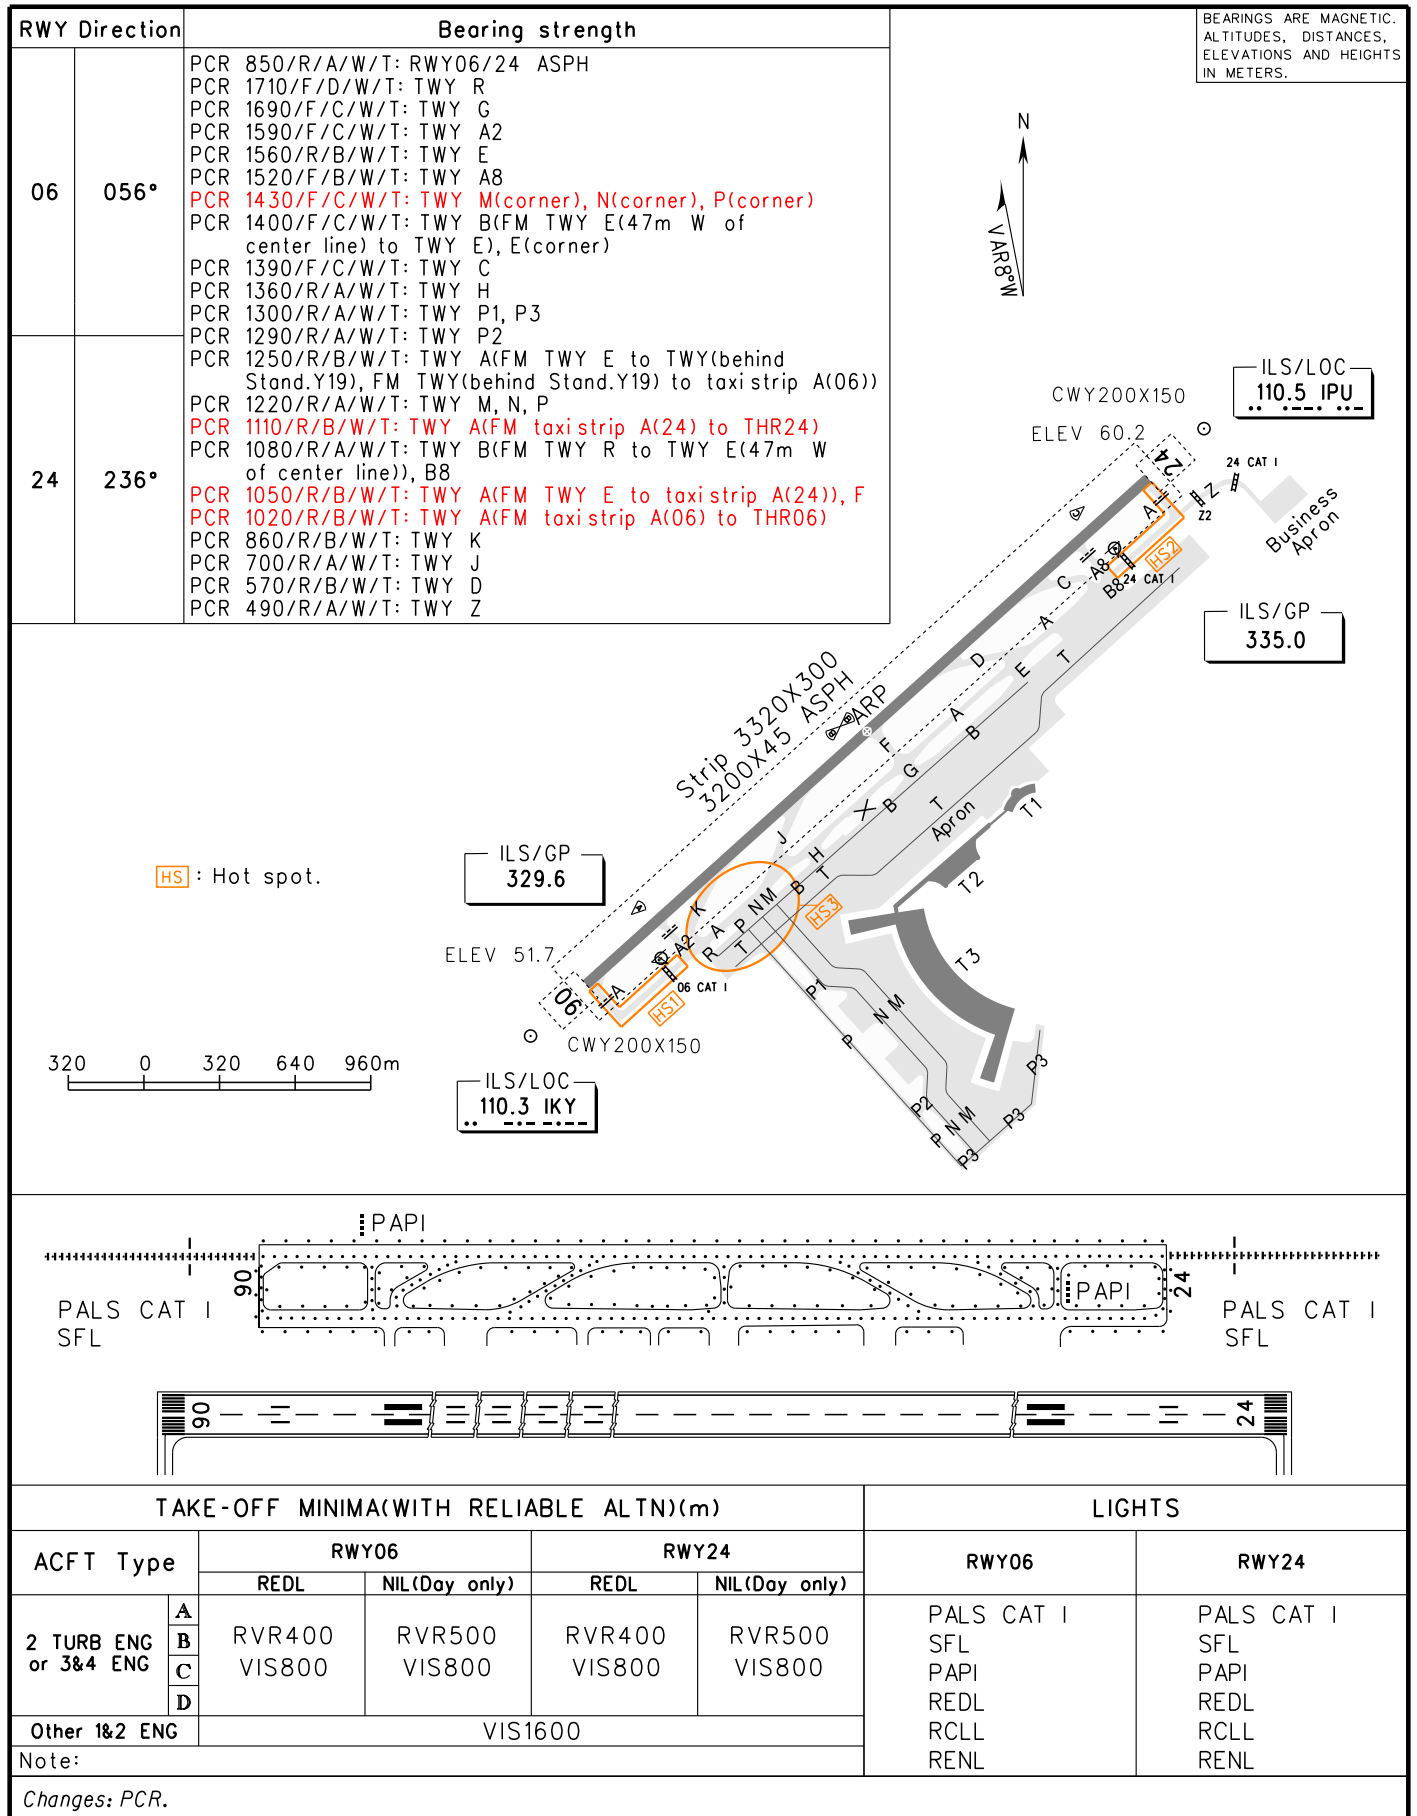 RWY Direction Bearing strength
BEARINGS ARE MAGNETIC.
ALTITUDES, DISTANCES,
ELEVATIONS AND HEIGHTS
IN METERS.
06 056°
24 236°
PCR 850/R/A/W/T: RWY06/24 ASPH
PCR 1710/F/D/W/T: TWY R
PCR 1690/F/C/W/T: TWY G
PCR 1590/F/C/W/T: TWY A2
PCR 1560/R/B/W/T: TWY E
PCR 1520/F/B/W/T: TWY A8
PCR 1430/F/C/W/T: TWY M(corner), N(corner), P(corner)
PCR 1400/F/C/W/T: TWY B(FM TWY E(47m W of
center line) to TWY E), E(corner)
PCR 1390/F/C/W/T: TWY C
PCR 1360/R/A/W/T: TWY H
PCR 1300/R/A/W/T: TWY P1, P3
PCR 1290/R/A/W/T: TWY P2
PCR 1250/R/B/W/T: TWY A(FM TWY E to TWY(behind
Stand.Y19), FM TWY(behind Stand.Y19) to taxi strip A(06))
PCR 1220/R/A/W/T: TWY M, N, P
PCR 1110/R/B/W/T: TWY A(FM taxi strip A(24) to THR24)
PCR 1080/R/A/W/T: TWY B(FM TWY R to TWY E(47m W
of center line)), B8
PCR 1050/R/B/W/T: TWY A(FM TWY E to taxi strip A(24)), F
PCR 1020/R/B/W/T: TWY A(FM taxi strip A(06) to THR06)
PCR 860/R/B/W/T: TWY K
PCR 700/R/A/W/T: TWY J
PCR 570/R/B/W/T: TWY D
PCR 490/R/A/W/T: TWY Z
N
VAR8°W
ILS/LOC
110.5 IPU
CWY200X150
ELEV 60.2
24
24 CAT I
Z
Z2
Business
Apron
A
HS2
A8
B8
24 CAT I
C
ILS/GP
335.0
A
D
E
T
Strip 3320X300
3200X45 ASPH
ARP
F
A
B
G
B
T
Apron
T1
J
H
T
T2
ILS/GP
329.6
HS : Hot spot.
B
M
N
P
T
HS3
K
A
R
T3
ELEV 51.7
A2
06
A
06 CAT I
HS1
CWY200X150
P1
N M
P
320 0 320 640 960m
ILS/LOC
110.3 IKY
P2
P N M
P3
P3
P3
PAPI
06
24
PAPI
PALS CAT I
SFL
PALS CAT I
SFL
06
24
TAKE-OFF MINIMA(WITH RELIABLE ALTN)(m) LIGHTS
ACFT Type RWY06 RWY24 RWY06 RWY24
REDL NIL(Day only) REDL NIL(Day only)
2 TURB ENG
or 3&4 ENG
A
B
C
D
RVR400 RVR500 RVR400 RVR500
VIS800 VIS800 VIS800 VIS800
Other 1&2 ENG VIS1600
PALS CAT I PALS CAT I
SFL SFL
PAPI PAPI
REDL REDL
RCLL RCLL
RENL RENL
Note:
Changes: PCR.